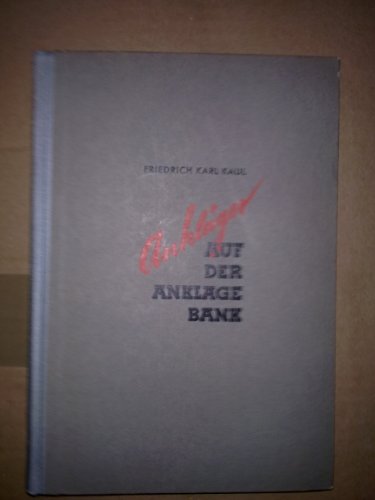 FRIEDRICH KARL KAUL
Ankläger
AUF
DER
ANKLAGE
BANK